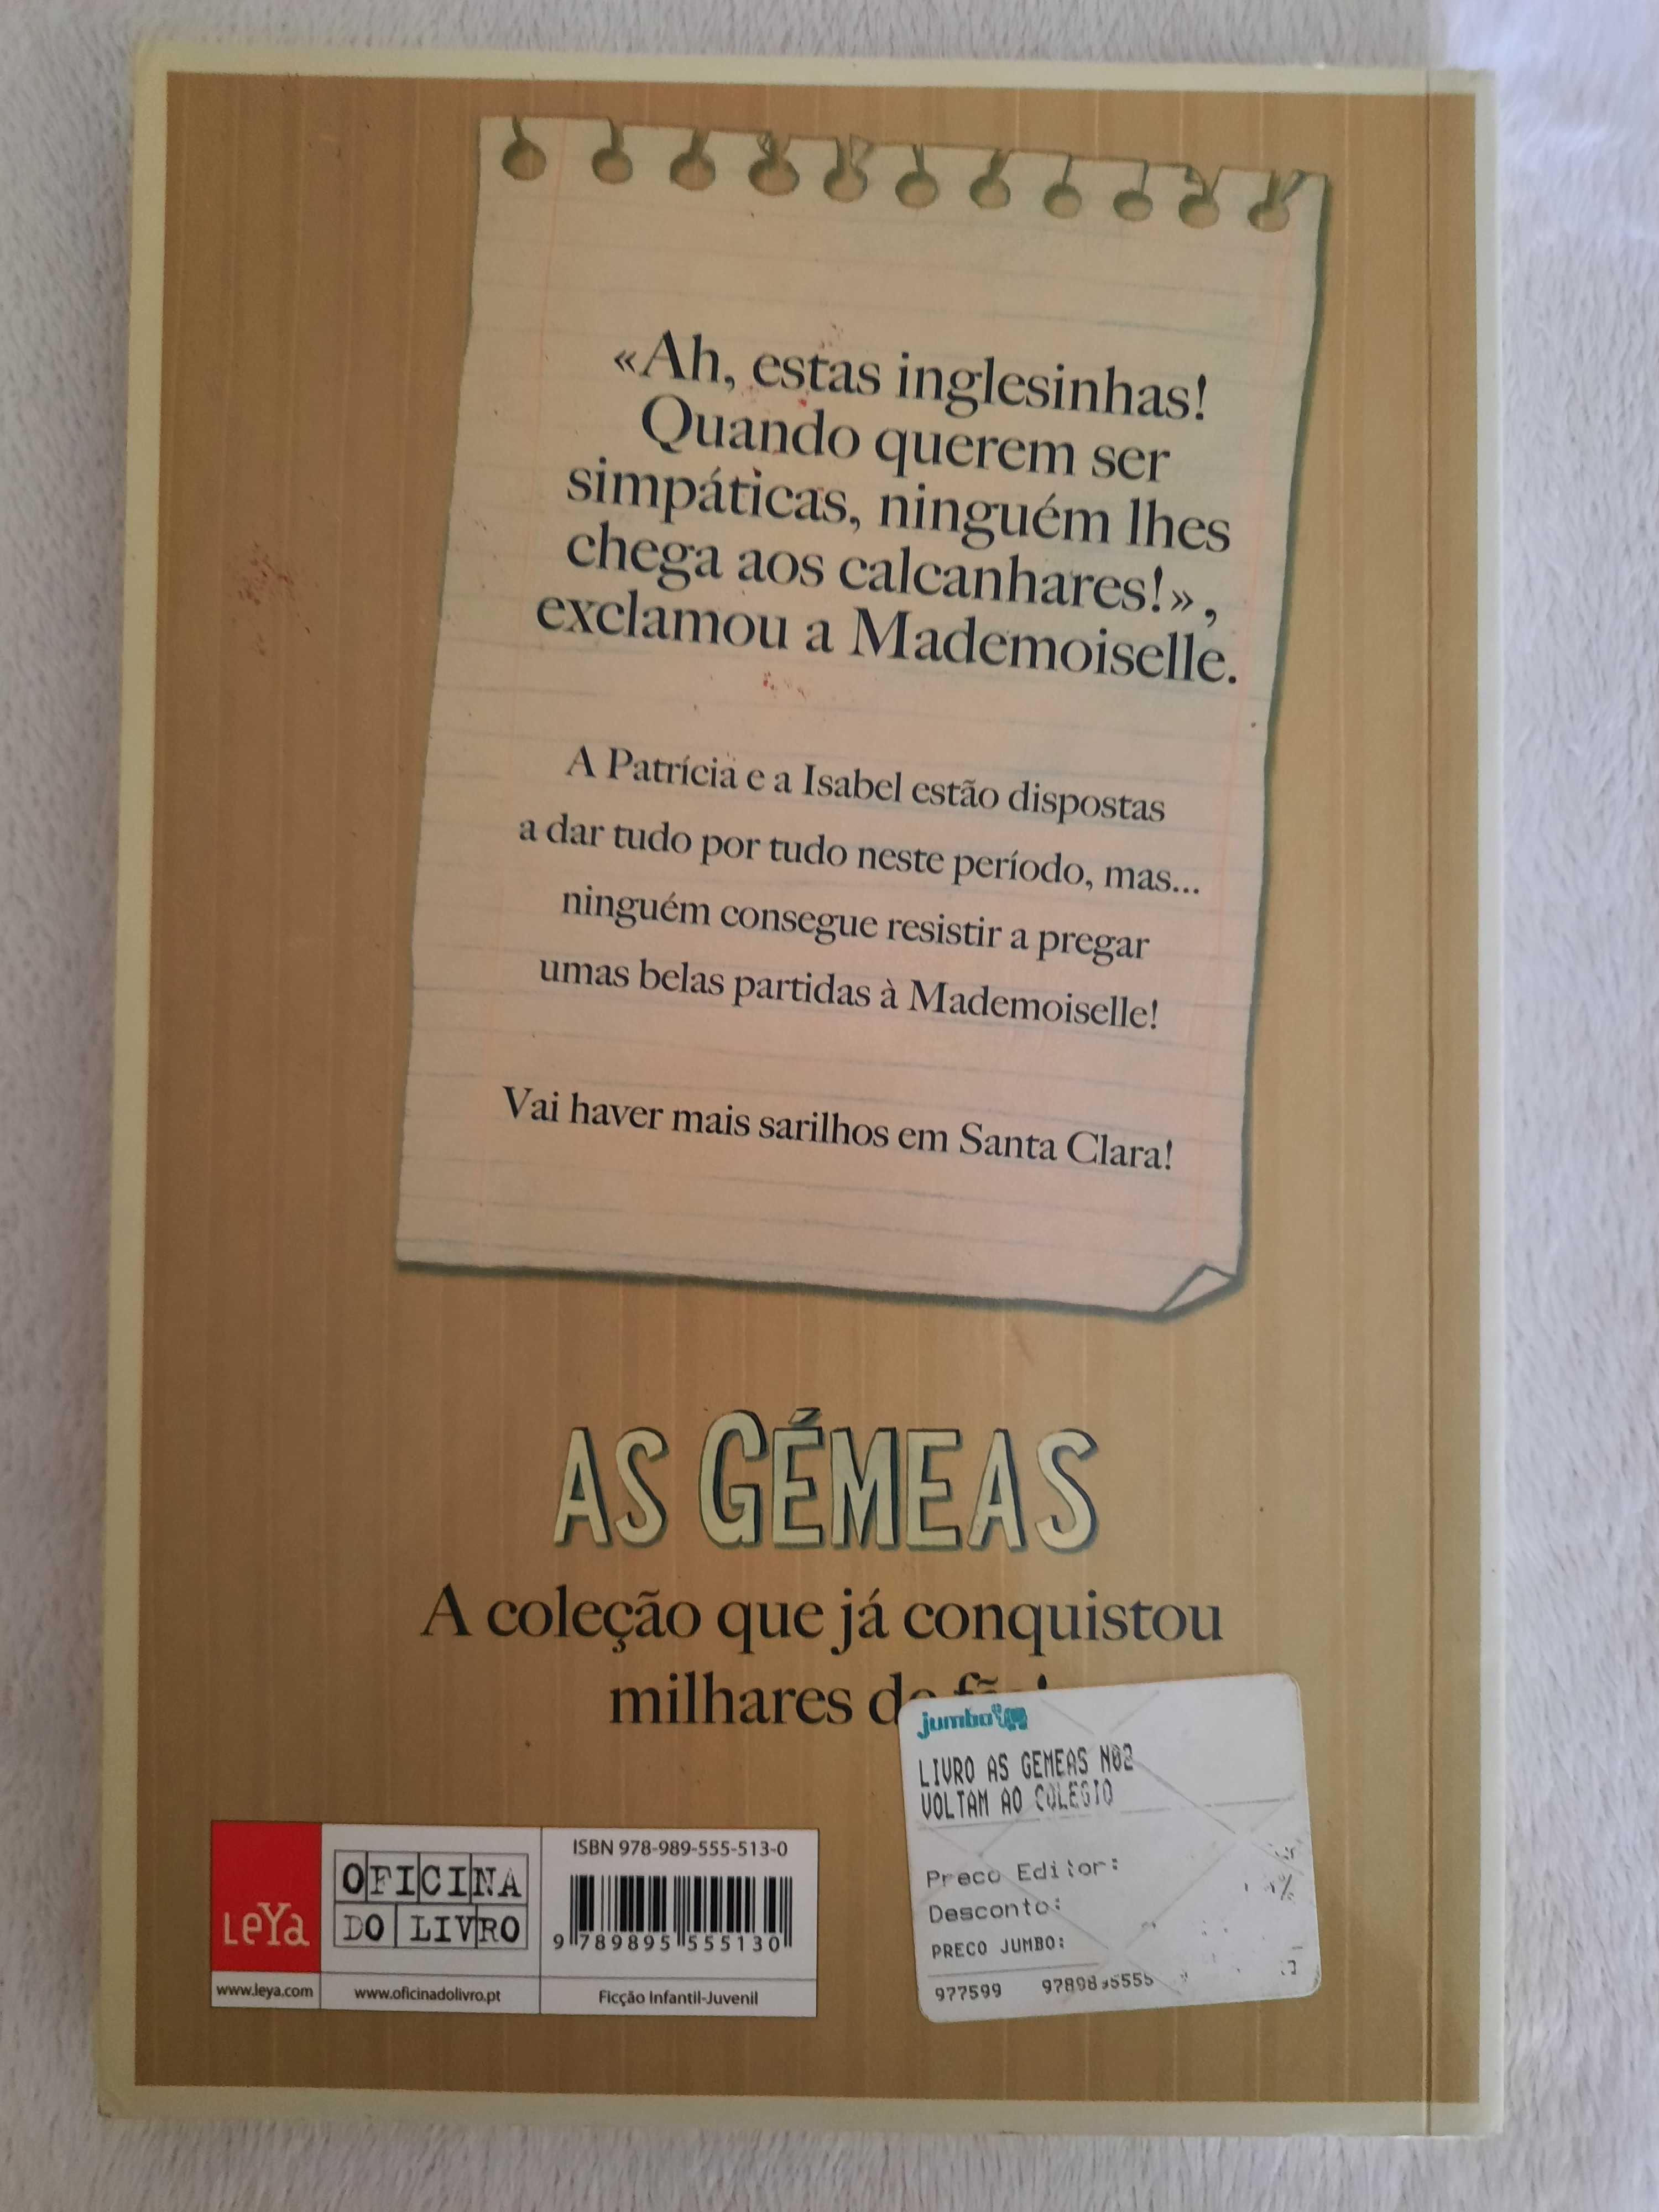 «Ah, estas inglesinhas!
Quando querem ser
simpáticas, ninguém lhes
chega aos calcanhares!»,
exclamou a Mademoiselle.
A Patrícia e a Isabel estão dispostas
a dar tudo por tudo neste período, mas...
ninguém consegue resistir a pregar
umas belas partidas à Mademoiselle!
Vai haver mais sarilhos em Santa Clara!
AS GÉMEAS
A coleção que já conquistou
milhares de
jumbo
LIVRO AS GEMEAS N02
VOLTAM AO COLEGIO
Preco Editor:
Desconto:
%
PRECO JUMBO:
977599
LeYa
www.leya.com
OFICINA
DO LIVRO
www.oficinadolivro.pt
ISBN 978-989-555-513-0
9 789895 555130
Ficção Infantil-Juvenil